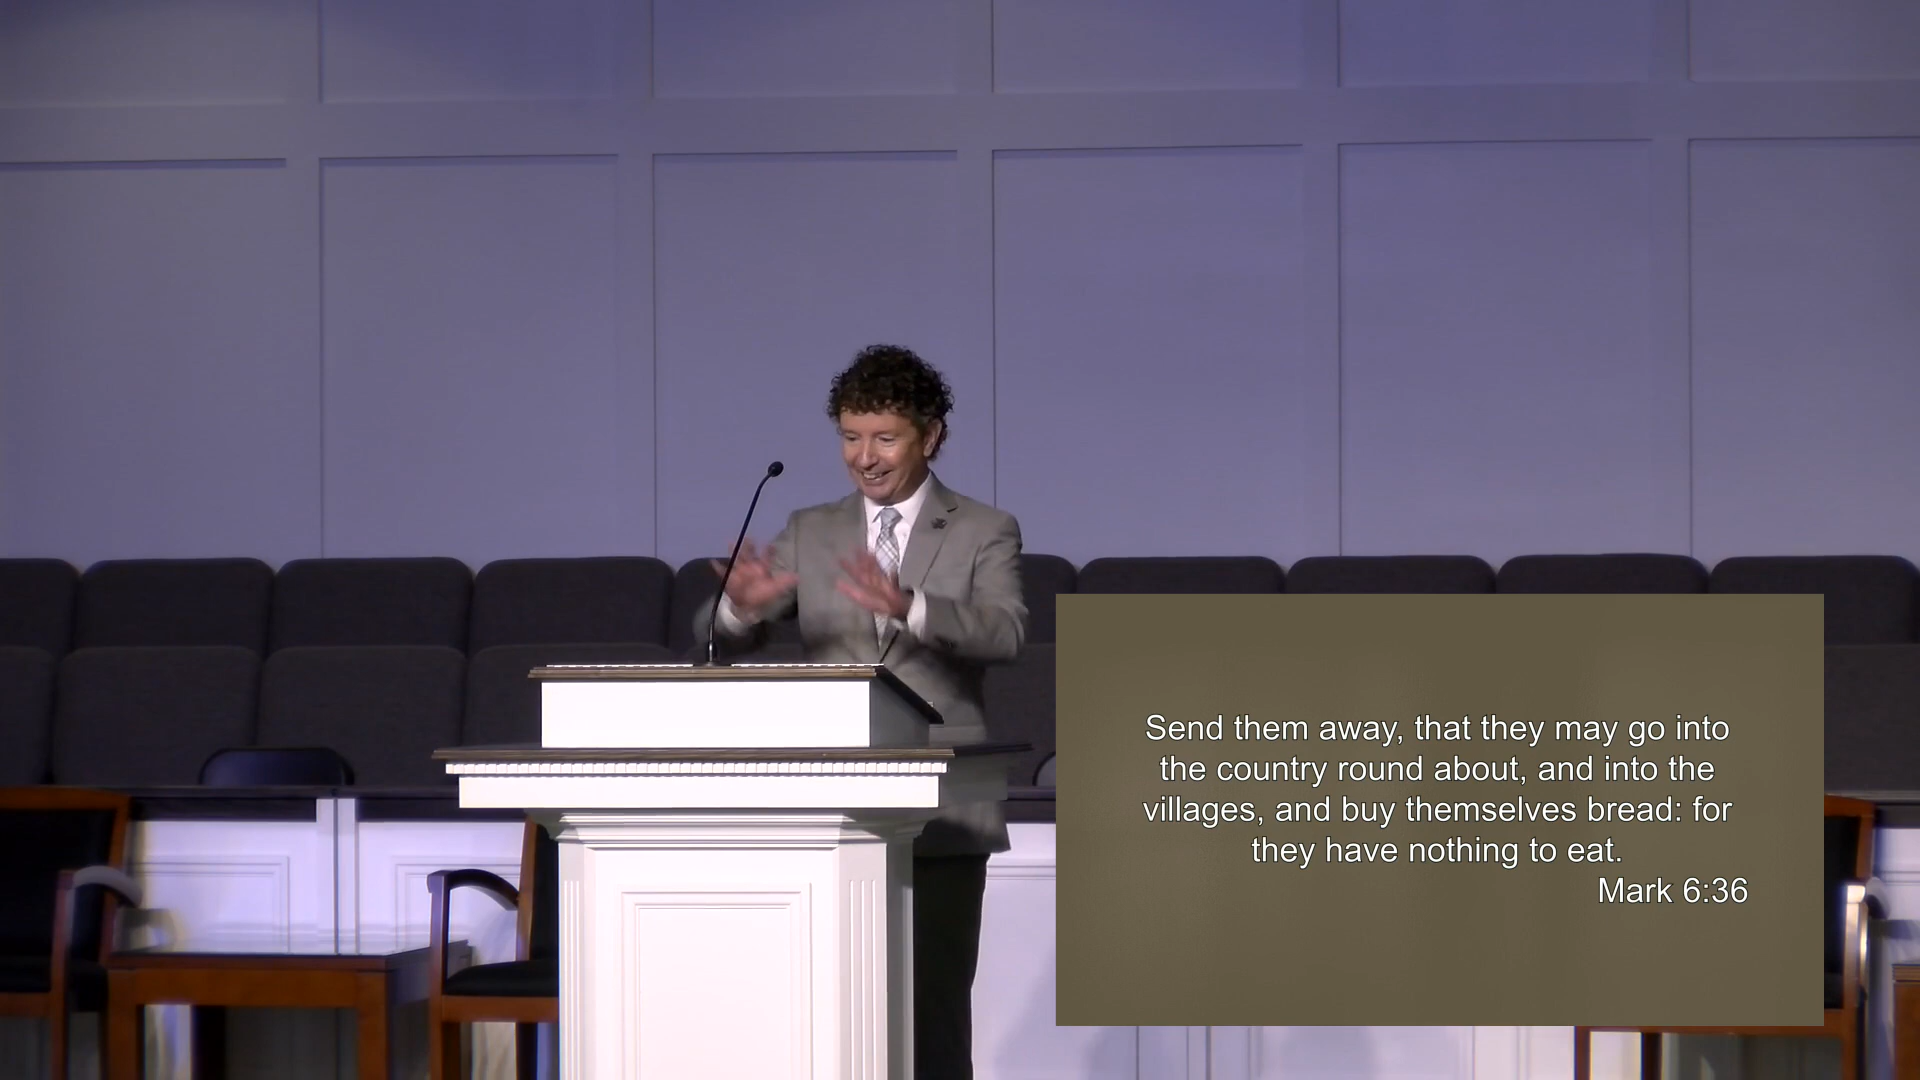 Send them away, that they may go into
the country round about, and into the
villages, and buy themselves bread: for
they have nothing to eat.
Mark 6:36